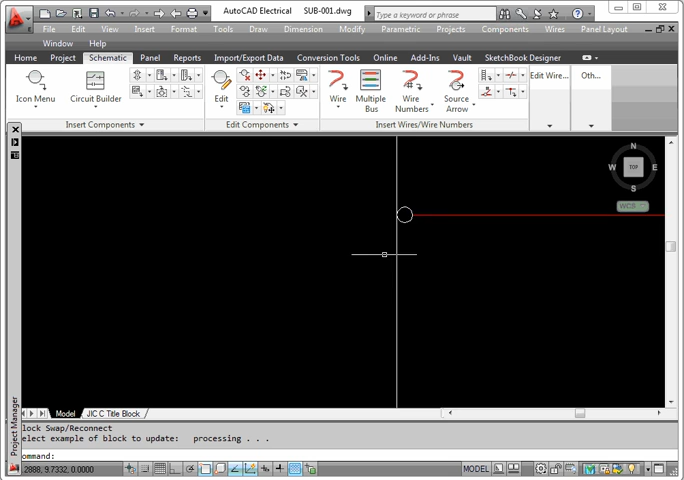 AutoCAD Electrical SUB-001.dwg
Type a keyword or phrase
File Edit View Insert Format Tools Draw Dimension Modify Parametric Projects Components Wires Panel Layout
Window Help
Home Project Schematic Panel Reports Import/Export Data Conversion Tools Online Add-Ins Vault SketchBook Designer
Icon Menu Circuit Builder Edit Wire Multiple Bus Wire Numbers Source Arrow Edit Wire... Oth...
Insert Components Edit Components Insert Wires/Wire Numbers
N
W TOP E
S
WCS
Project Manager
Model JIC C Title Block
lock Swap/Reconnect
elect example of block to update: processing . . .
ommand:
2888, 9.7332, 0.0000 MODEL